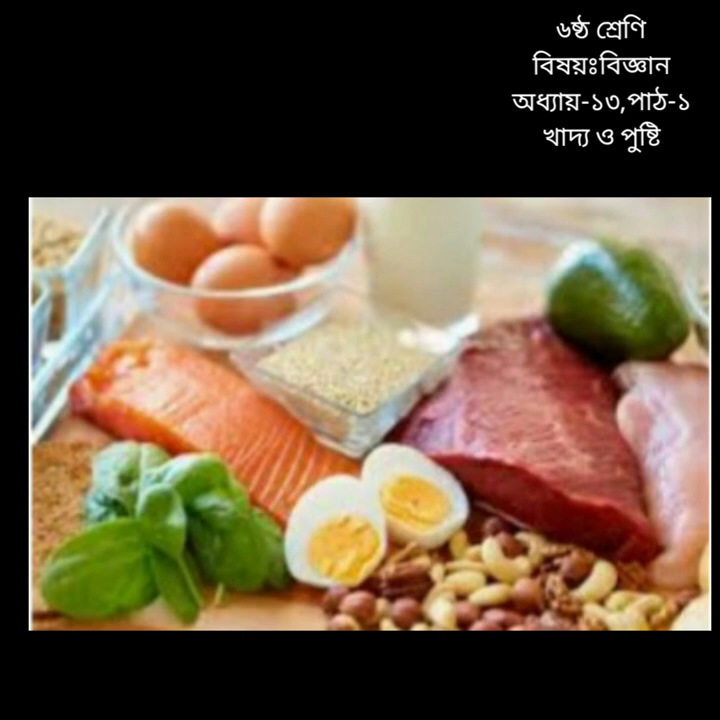 ৬ষ্ঠ শ্রেণি
বিষয়ঃবিজ্ঞান
অধ্যায়-১৩,পাঠ-১
খাদ্য ও পুষ্টি